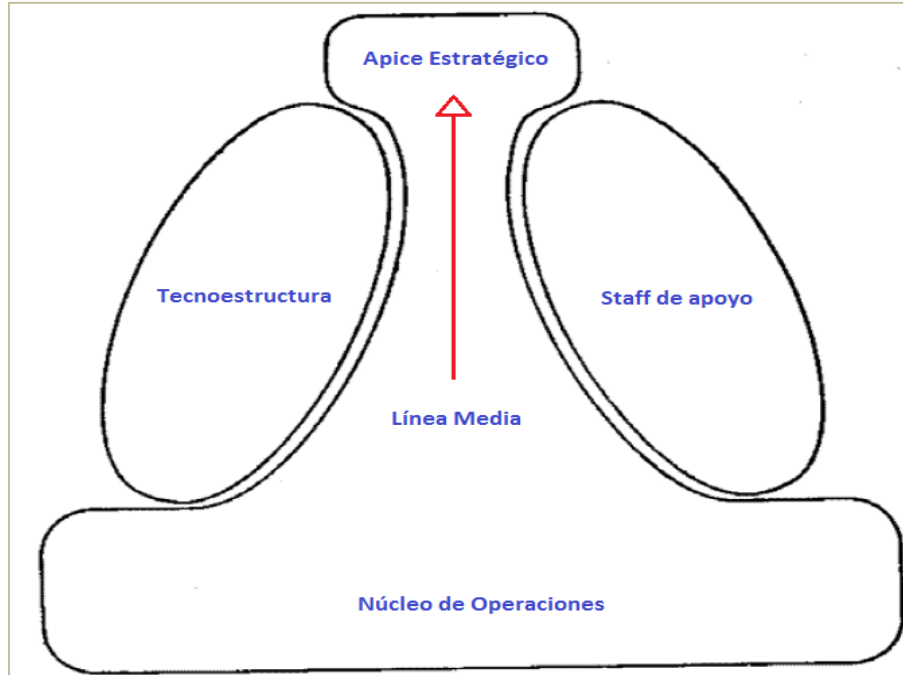 Apice Estratégico
Tecnoestructura
Staff de apoyo
Línea Media
Núcleo de Operaciones